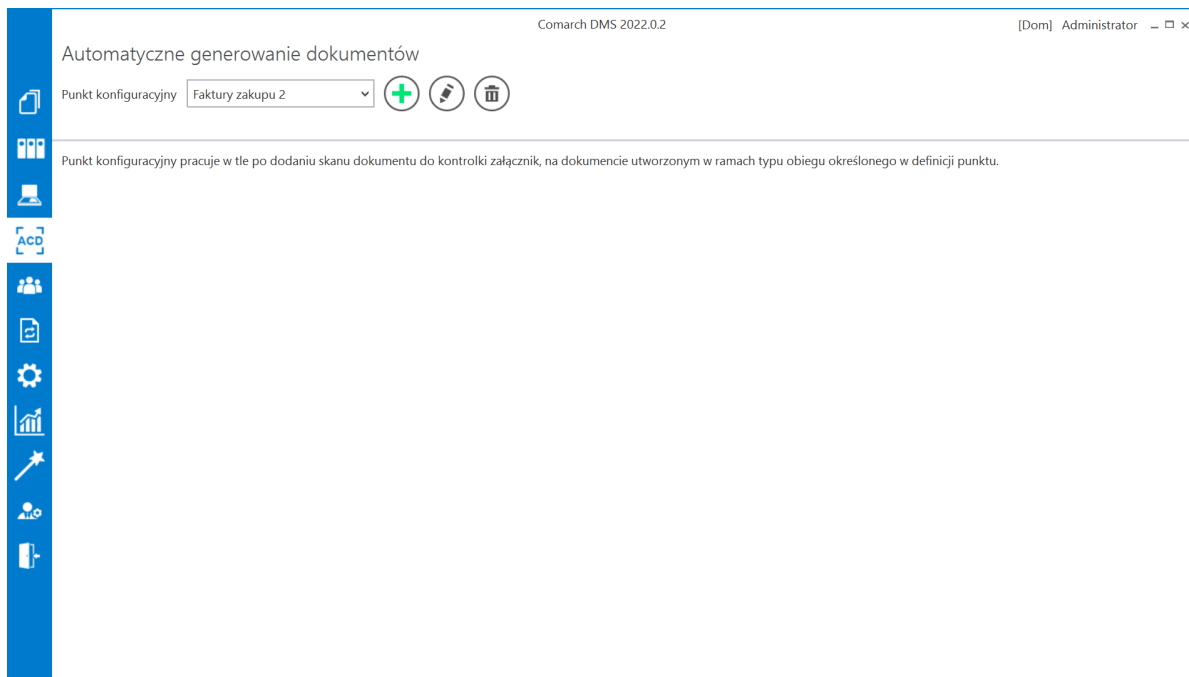 Comarch DMS 2022.0.2
[Dom] Administrator
Automatyczne generowanie dokumentów
Punkt konfiguracyjny Faktury zakupu 2
Punkt konfiguracyjny pracuje w tle po dodaniu skanu dokumentu do kontrolki załącznik, na dokumencie utworzonym w ramach typu obiegu określonego w definicji punktu.
ACD